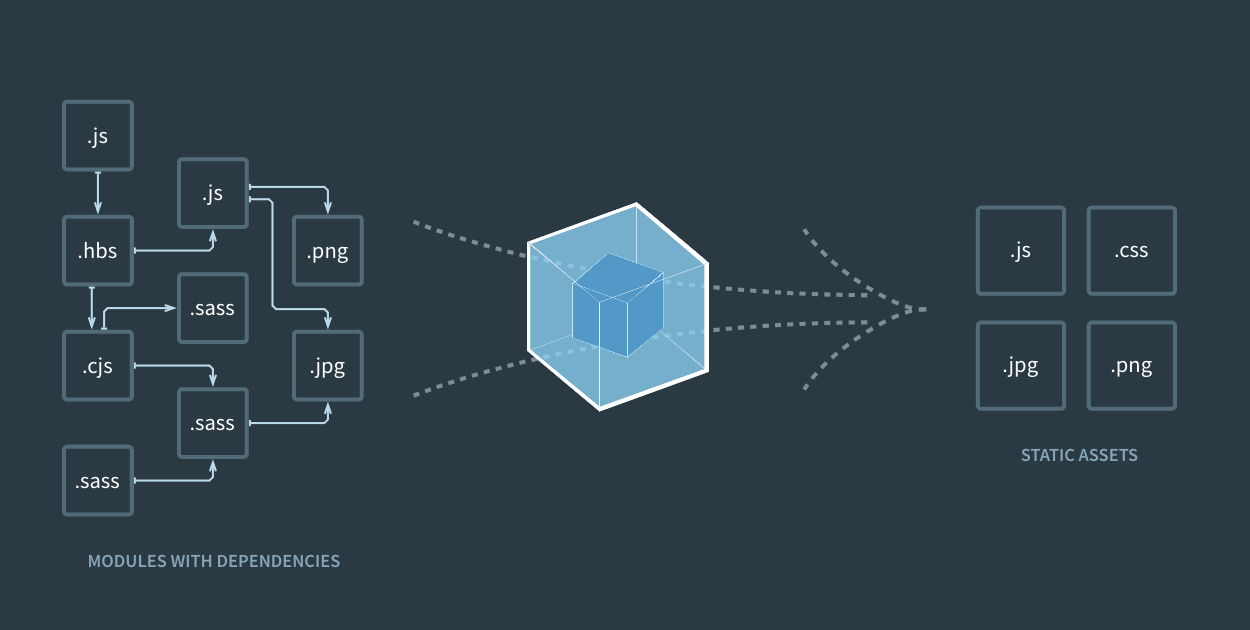 .js
.js
.hbs
.png
.sass
.cjs
.jpg
.sass
.sass
MODULES WITH DEPENDENCIES
.js
.css
.jpg
.png
STATIC ASSETS